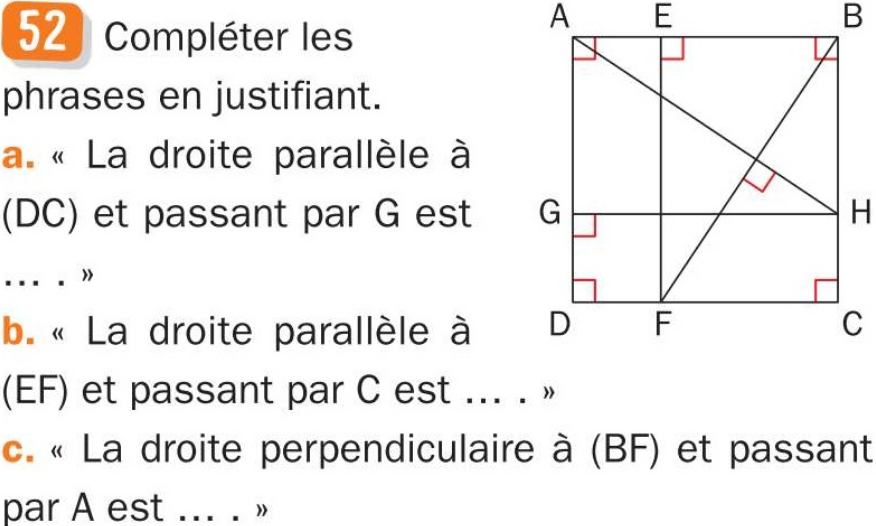 52 Compléter les
phrases en justifiant.
a. « La droite parallèle à
(DC) et passant par G est
... . »
b. « La droite parallèle à
(EF) et passant par C est ... . »
c. « La droite perpendiculaire à (BF) et passant
par A est ... . »
A E B
G H
D F C